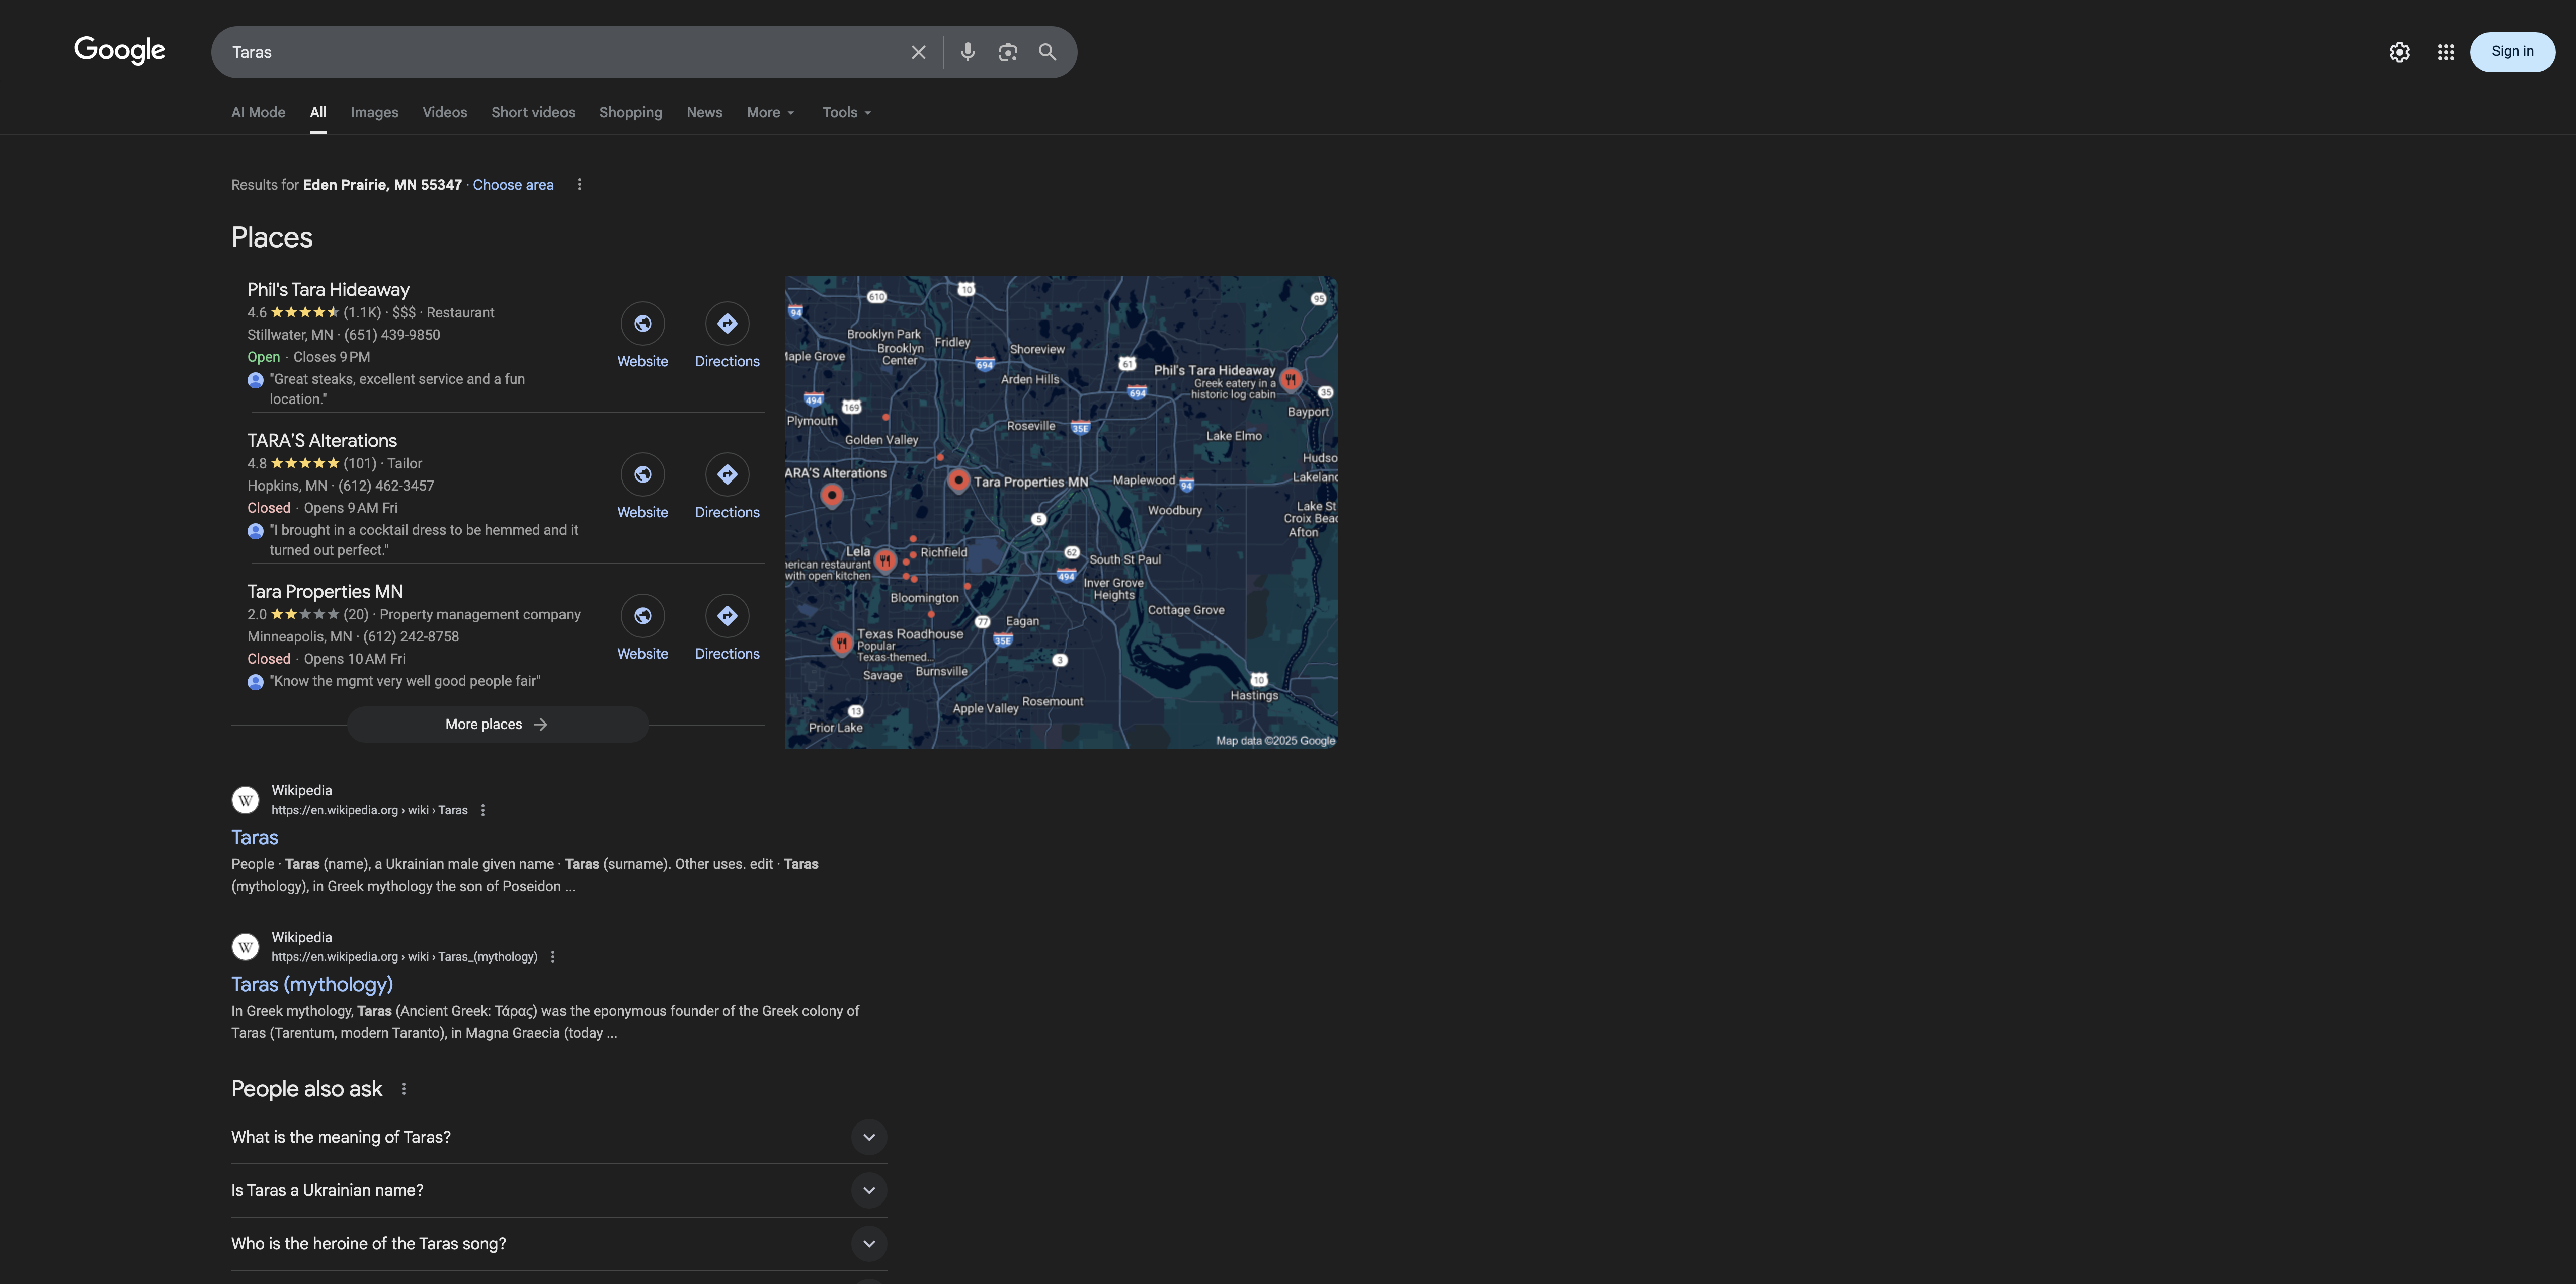 Google
Taras
Sign in
AI Mode
All
Images
Videos
Short videos
Shopping
News
More
Tools
Results for Eden Prairie, MN 55347 · Choose area
Places
Phil's Tara Hideaway
4.6 (1.1K) · $$$ · Restaurant
Stillwater, MN · (651) 439-9850
Open · Closes 9 PM
"Great steaks, excellent service and a fun
location."
Website
Directions
TARA'S Alterations
4.8 (101) · Tailor
Hopkins, MN · (612) 462-3457
Closed · Opens 9 AM Fri
"I brought in a cocktail dress to be hemmed and it
turned out perfect."
Website
Directions
Tara Properties MN
2.0 (20) · Property management company
Minneapolis, MN · (612) 242-8758
Closed · Opens 10 AM Fri
"Know the mgmt very well good people fair"
Website
Directions
More places
610
10
95
94
Brooklyn Park
Brooklyn
Center
Fridley
Maple Grove
Shoreview
694
61
Arden Hills
Phil's Tara Hideaway
Greek eatery in a
historic log cabin
694
35
494
169
Bayport
Plymouth
Roseville
35E
Golden Valley
Lake Elmo
Hudso
ARA'S Alterations
Tara Properties MN
Maplewood
94
Lakeland
Woodbury
Lake St
Croix Beac
5
Afton
Lela
erican restaurant
with open kitchen
Richfield
62
South St Paul
494
Inver Grove
Heights
Bloomington
Cottage Grove
77
Eagan
35E
Texas Roadhouse
Popular
Texas-themed...
3
Savage
Burnsville
10
Hastings
13
Apple Valley
Rosemount
Prior Lake
Map data ©2025 Google
W
Wikipedia
https://en.wikipedia.org › wiki › Taras
Taras
People · Taras (name), a Ukrainian male given name · Taras (surname). Other uses. edit · Taras
(mythology), in Greek mythology the son of Poseidon ...
W
Wikipedia
https://en.wikipedia.org › wiki › Taras_(mythology)
Taras (mythology)
In Greek mythology, Taras (Ancient Greek: Τάρας) was the eponymous founder of the Greek colony of
Taras (Tarentum, modern Taranto), in Magna Graecia (today ...
People also ask
What is the meaning of Taras?
Is Taras a Ukrainian name?
Who is the heroine of the Taras song?